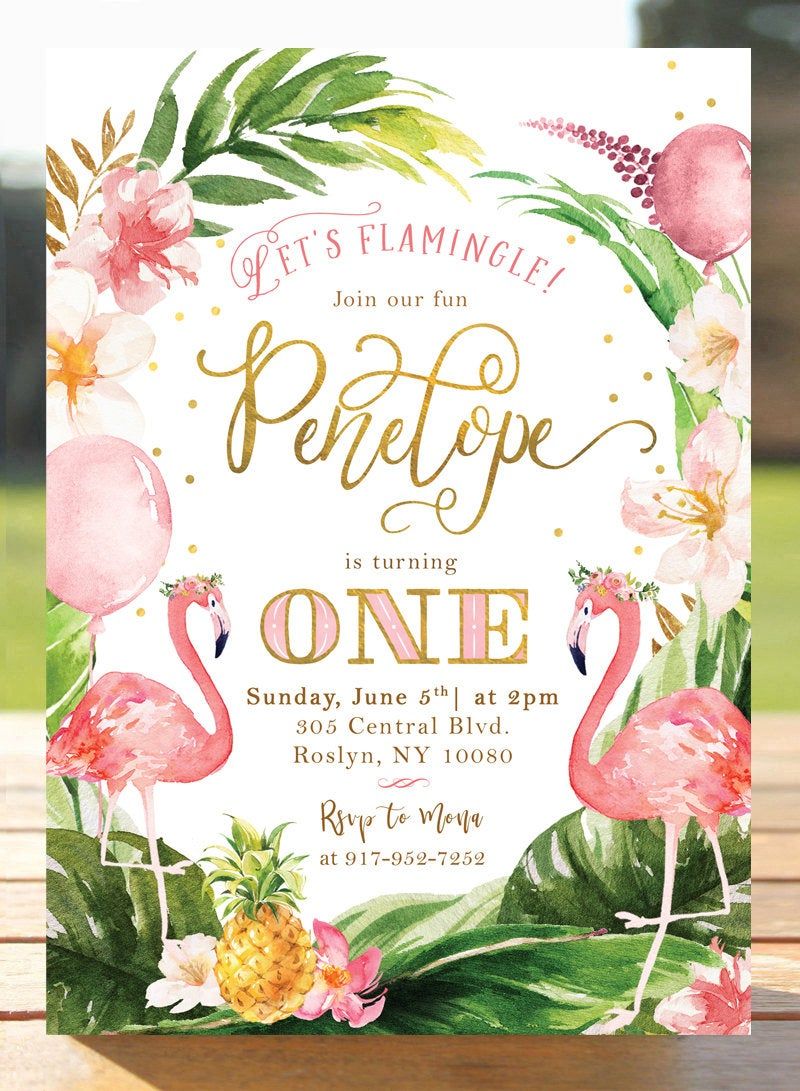 LET'S FLAMINGLE!
Join our fun
Penelope
is turning
ONE
Sunday, June 5th| at 2pm
305 Central Blvd.
Roslyn, NY 10080
Rsvp to Mona
at 917-952-7252